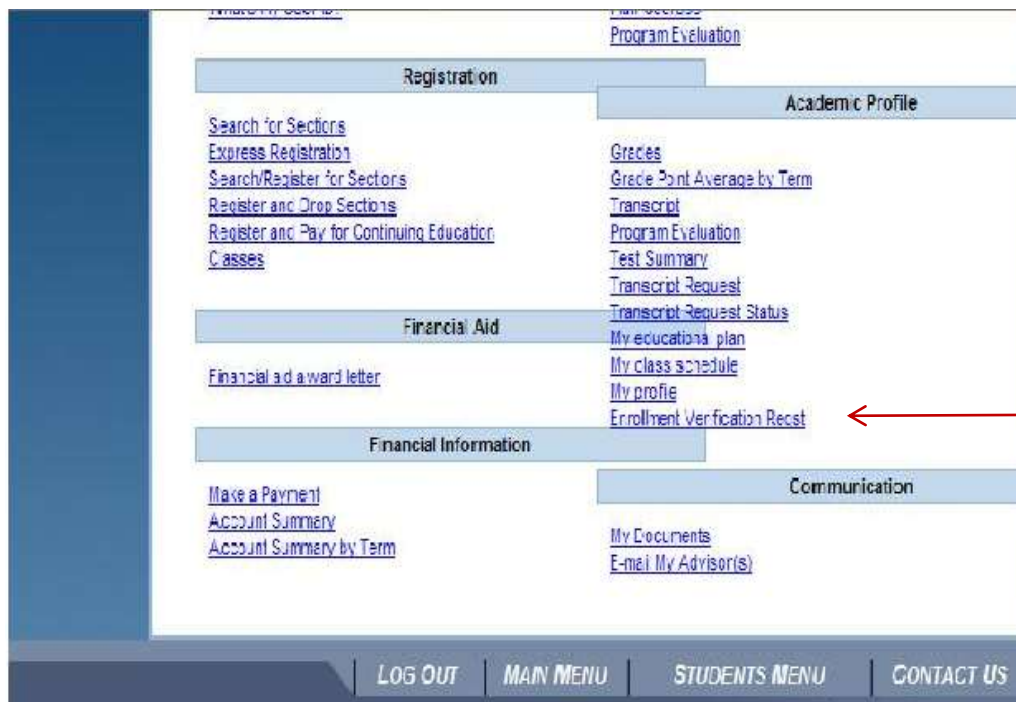 Program Evaluation
Registration
Search for Sections
Express Registration
Search/Register for Sections
Register and Drop Sections
Register and Pay for Continuing Education
Classes
Financial Aid
Financial aid award letter
Financial Information
Make a Payment
Account Summary
Account Summary by Term
Academic Profile
Grades
Grade Point Average by Term
Transcript
Program Evaluation
Test Summary
Transcript Request
Transcript Request Status
My educational plan
My class schedule
My profile
Enrollment Verification Reqst
Communication
My Documents
E-mail My Advisor(s)
LOG OUT MAIN MENU STUDENTS MENU CONTACT US